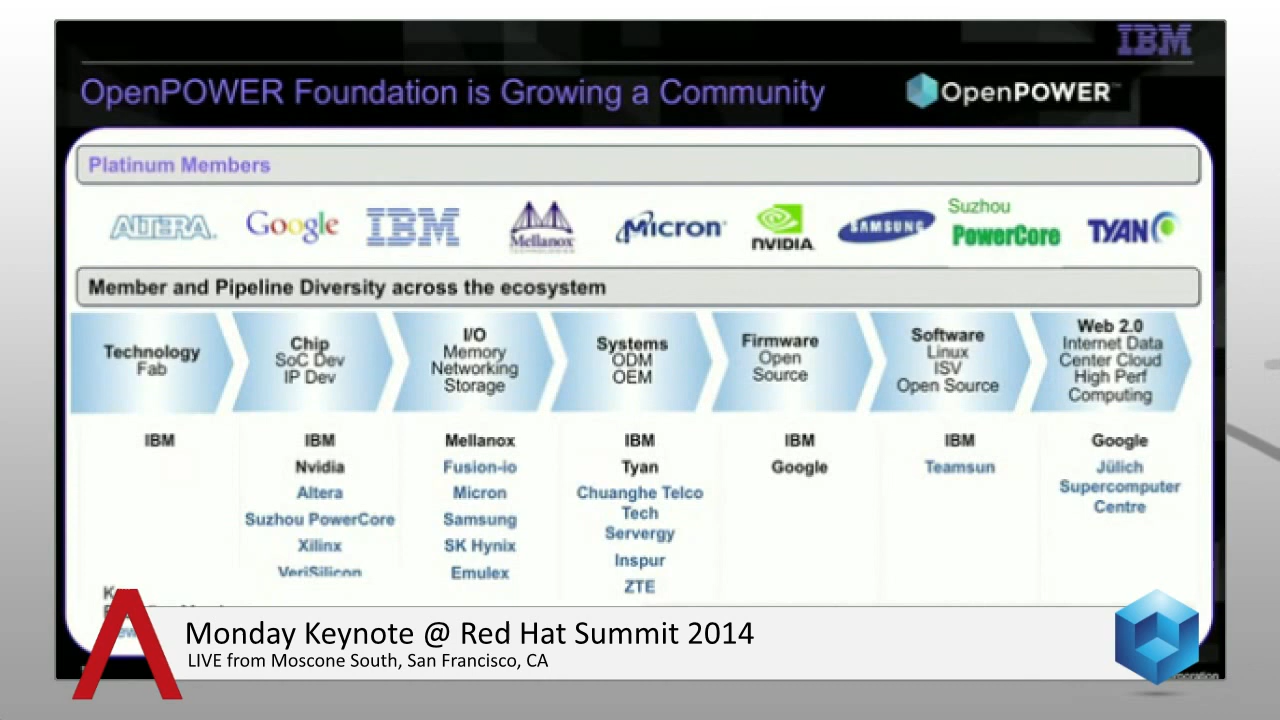 IBM
OpenPOWER Foundation is Growing a Community
OpenPOWER™
Platinum Members
ALTERA
Google
IBM
Mellanox
TECHNOLOGIES
Micron
NVIDIA
SAMSUNG
Suzhou
PowerCore
TYAN
Member and Pipeline Diversity across the ecosystem
Technology
Fab
Chip
SoC Dev
IP Dev
I/O
Memory
Networking
Storage
Systems
ODM
OEM
Firmware
Open
Source
Software
Linux
ISV
Open Source
Web 2.0
Internet Data
Center Cloud
High Perf
Computing
IBM
IBM
Nvidia
Altera
Suzhou PowerCore
Xilinx
VeriSilicon
Mellanox
Fusion-io
Micron
Samsung
SK Hynix
Emulex
IBM
Tyan
Chuanghe Telco
Tech
Servergy
Inspur
ZTE
IBM
Google
IBM
Teamsun
Google
Jülich
Supercomputer
Centre
Monday Keynote @ Red Hat Summit 2014
LIVE from Moscone South, San Francisco, CA